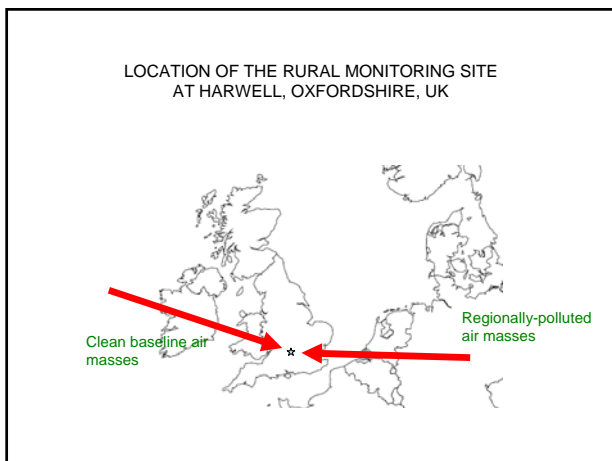 LOCATION OF THE RURAL MONITORING SITE
AT HARWELL, OXFORDSHIRE, UK
Clean baseline air
masses
Regionally-polluted
air masses